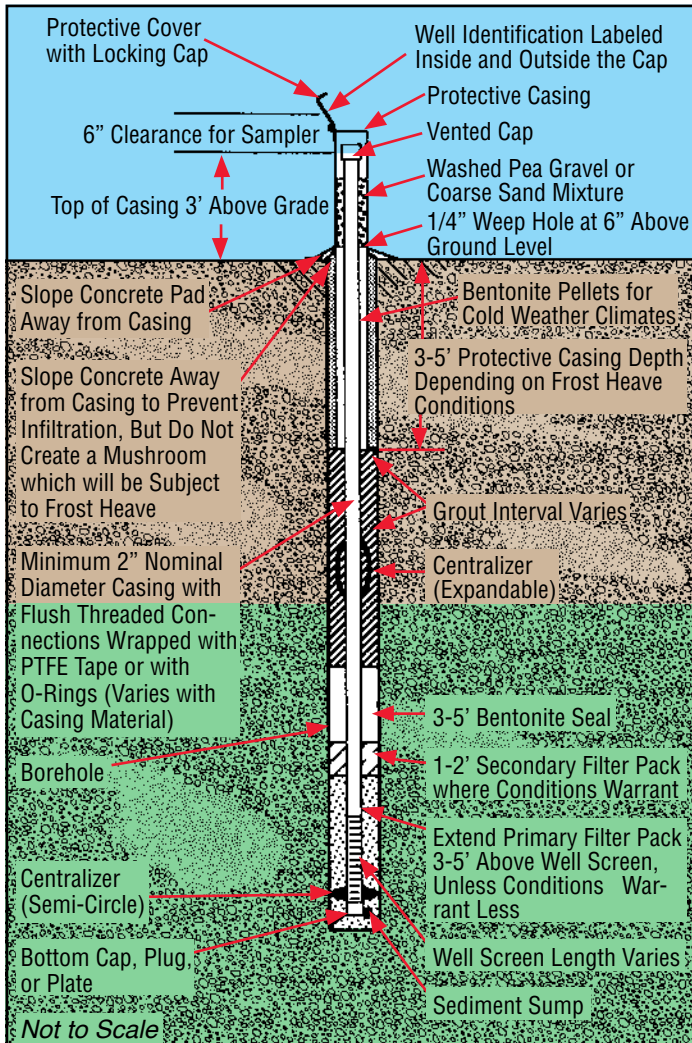 Protective Cover
with Locking Cap
Well Identification Labeled
Inside and Outside the Cap
Protective Casing
6” Clearance for Sampler
Vented Cap
Washed Pea Gravel or
Coarse Sand Mixture
Top of Casing 3’ Above Grade
1/4” Weep Hole at 6” Above
Ground Level
Slope Concrete Pad
Away from Casing
Bentonite Pellets for
Cold Weather Climates
3-5’ Protective Casing Depth
Depending on Frost Heave
Conditions
Slope Concrete Away
from Casing to Prevent
Infiltration, But Do Not
Create a Mushroom
which will be Subject
to Frost Heave
Grout Interval Varies
Minimum 2” Nominal
Diameter Casing with
Flush Threaded Con-
nections Wrapped with
PTFE Tape or with
O-Rings (Varies with
Casing Material)
Centralizer
(Expandable)
3-5’ Bentonite Seal
Borehole
1-2’ Secondary Filter Pack
where Conditions Warrant
Extend Primary Filter Pack
3-5’ Above Well Screen,
Unless Conditions War-
rant Less
Centralizer
(Semi-Circle)
Well Screen Length Varies
Bottom Cap, Plug,
or Plate
Sediment Sump
Not to Scale